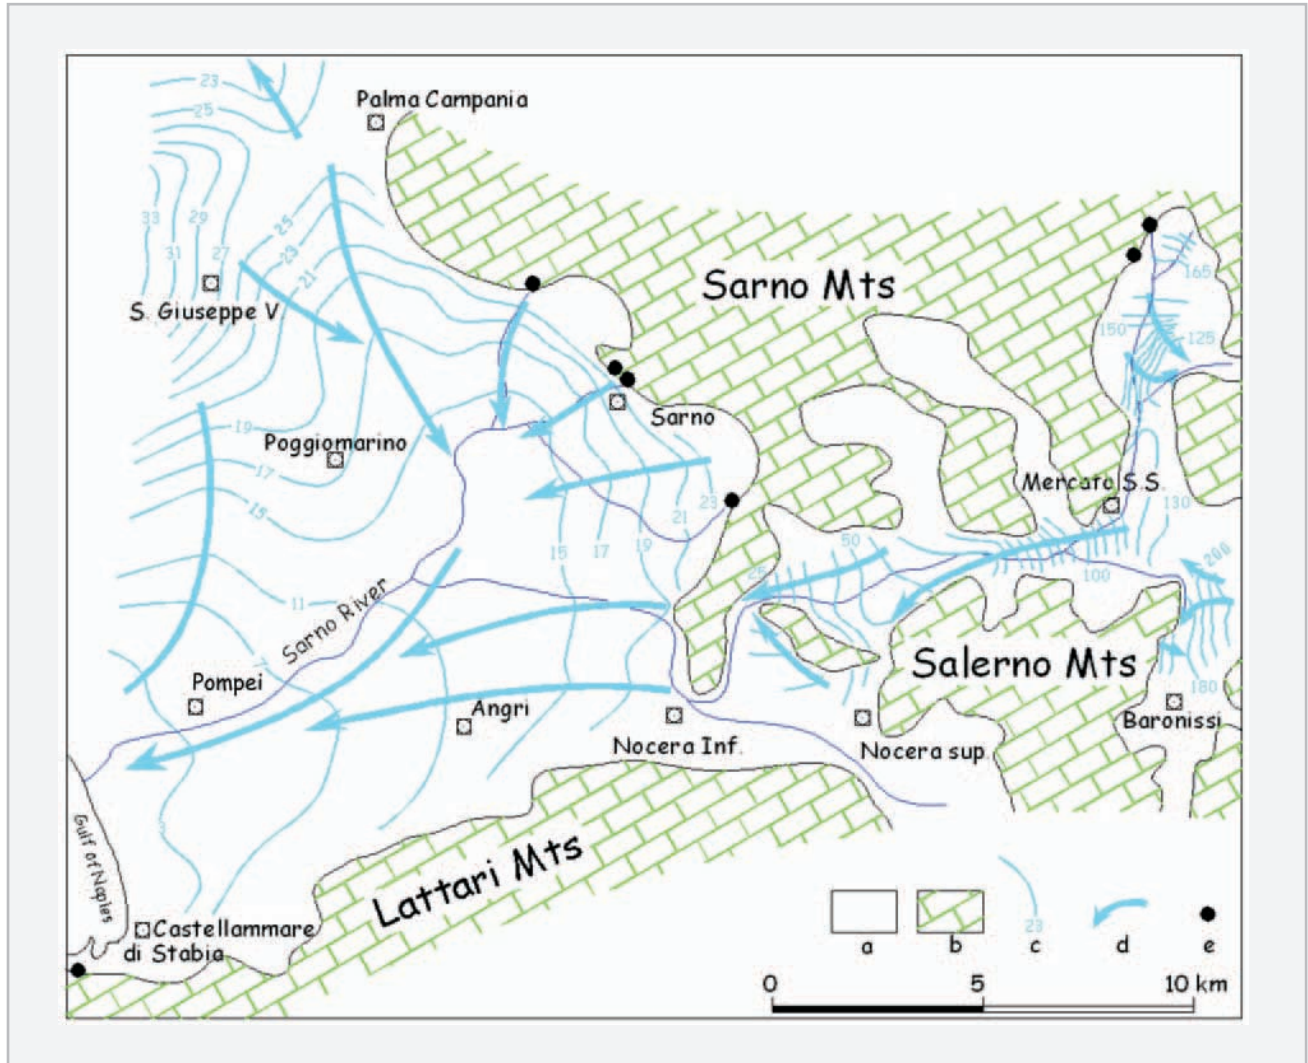 23
Palma Campania
25
33
29
25
31
27
23
21
S. Giuseppe V
Sarno Mts
165
150
125
19
Poggiomarino
17
15
Sarno
Mercato S.S.
23
130
21
15
17
19
50
25
100
200
11
Sarno River
7
Pompei
Salerno Mts
180
Angri
Baronissi
Nocera Inf.
Nocera sup.
3
Gulf of Naples
Lattari Mts
Castellammare
di Stabia
23
a
b
c
d
e
0
5
10 km